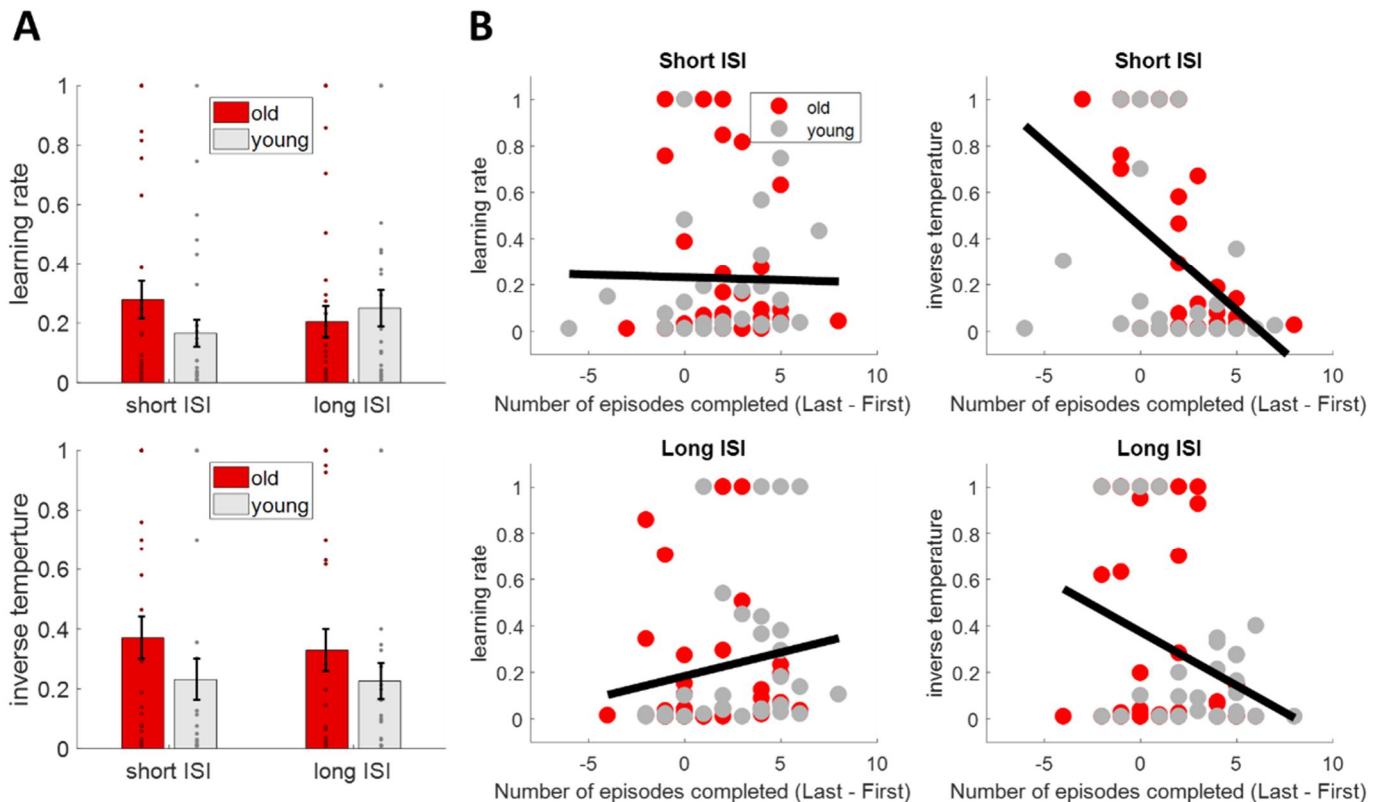 A
learning rate
1
0.8
0.6
0.4
0.2
0
old
young
short ISI
long ISI
inverse temperture
1
0.8
0.6
0.4
0.2
0
old
young
short ISI
long ISI
B
Short ISI
learning rate
1
0.8
0.6
0.4
0.2
0
old
young
-5
0
5
10
Number of episodes completed (Last - First)
Short ISI
inverse temperature
1
0.8
0.6
0.4
0.2
0
-5
0
5
10
Number of episodes completed (Last - First)
Long ISI
learning rate
1
0.8
0.6
0.4
0.2
0
-5
0
5
10
Number of episodes completed (Last - First)
Long ISI
inverse temperature
1
0.8
0.6
0.4
0.2
0
-5
0
5
10
Number of episodes completed (Last - First)